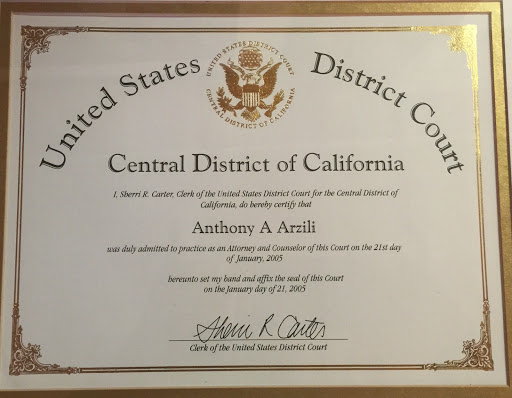 United States District Court
UNITED STATES DISTRICT COURT
CENTRAL DISTRICT OF CALIFORNIA
Central District of California
I, Sherri R. Carter, Clerk of the United States District Court for the Central District of
California, do hereby certify that
Anthony A Arzili
was duly admitted to practice as an Attorney and Counselor of this Court on the 21st day
of January, 2005
hereunto set my hand and affix the seal of this Court
on the January day of 21, 2005
Sherri R Carter
Clerk of the United States District Court